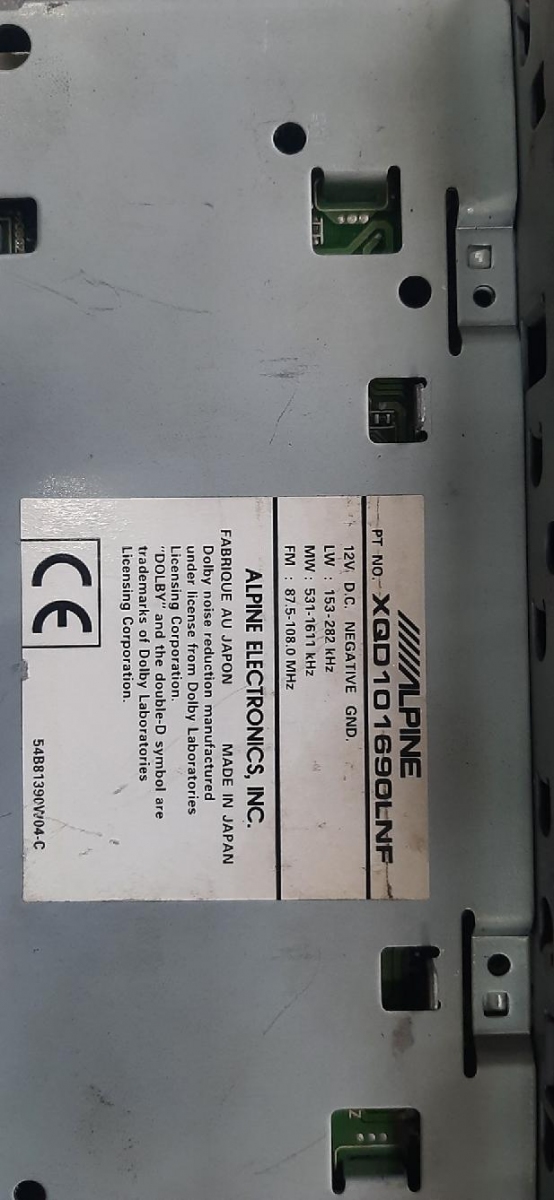 ////ALPINE
PT NO. XQD101690LNF
12V. D.C. NEGATIVE GND.
LW : 153-282 kHz
MW : 531-1611 kHz
FM : 87.5-108.0 MHz
ALPINE ELECTRONICS, INC.
FABRIQUE AU JAPON MADE IN JAPAN
Dolby noise reduction manufactured
under license from Dolby Laboratories
Licensing Corporation.
"DOLBY" and the double-D symbol are
trademarks of Dolby Laboratories
Licensing Corporation.
CE